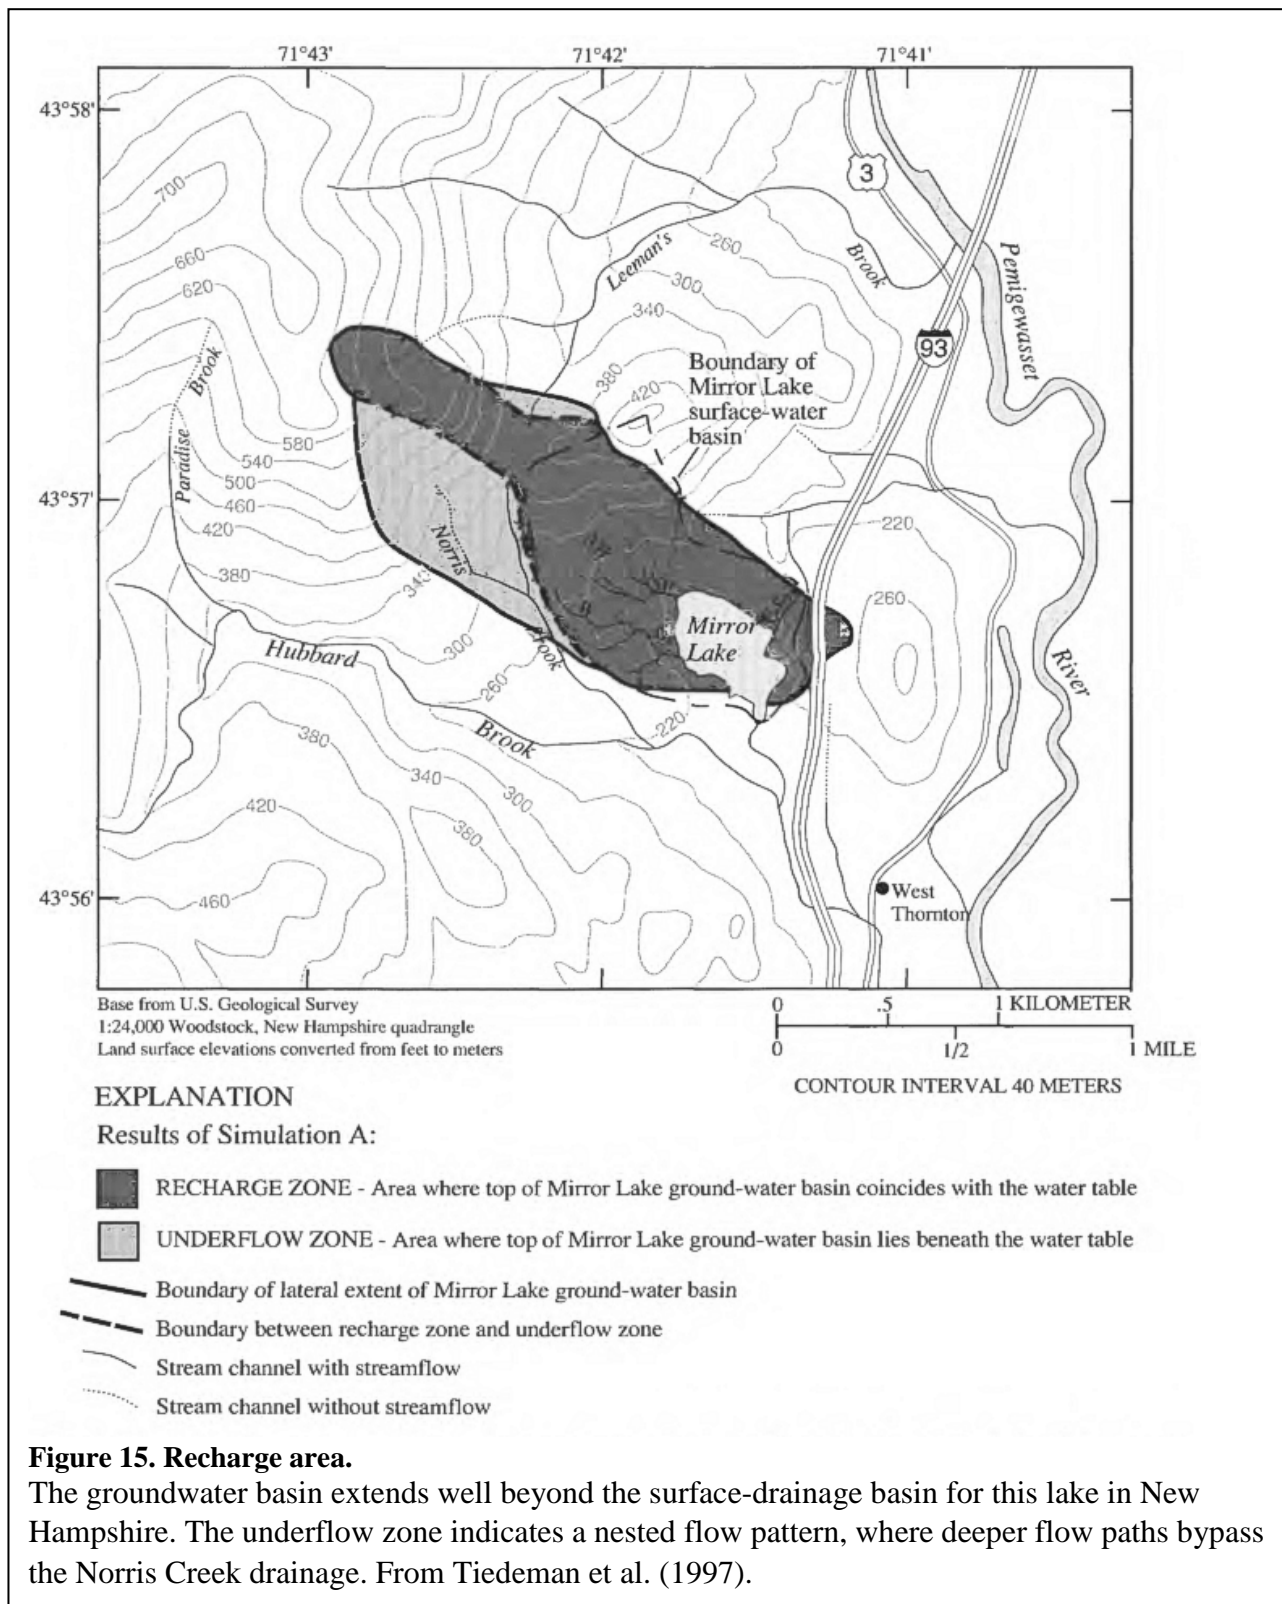 71°43'
71°42'
71°41'
43°58'
3
700
260
Leeman's
Brook
Pemigewasset
660
300
620
340
93
Boundary of
Mirror Lake
surface-water
basin
380
420
Brook
Paradise
580
540
500
43°57'
460
420
220
Norris
380
340
260
Mirror
Lake
300
Hubbard
Brook
River
260
220
Brook
380
340
300
420
380
460
43°56'
West
Thornton
Base from U.S. Geological Survey
1:24,000 Woodstock, New Hampshire quadrangle
Land surface elevations converted from feet to meters
0 .5 1 KILOMETER
0 1/2 1 MILE
CONTOUR INTERVAL 40 METERS
EXPLANATION
Results of Simulation A:
RECHARGE ZONE - Area where top of Mirror Lake ground-water basin coincides with the water table
UNDERFLOW ZONE - Area where top of Mirror Lake ground-water basin lies beneath the water table
Boundary of lateral extent of Mirror Lake ground-water basin
Boundary between recharge zone and underflow zone
Stream channel with streamflow
Stream channel without streamflow
Figure 15. Recharge area.
The groundwater basin extends well beyond the surface-drainage basin for this lake in New
Hampshire. The underflow zone indicates a nested flow pattern, where deeper flow paths bypass
the Norris Creek drainage. From Tiedeman et al. (1997).